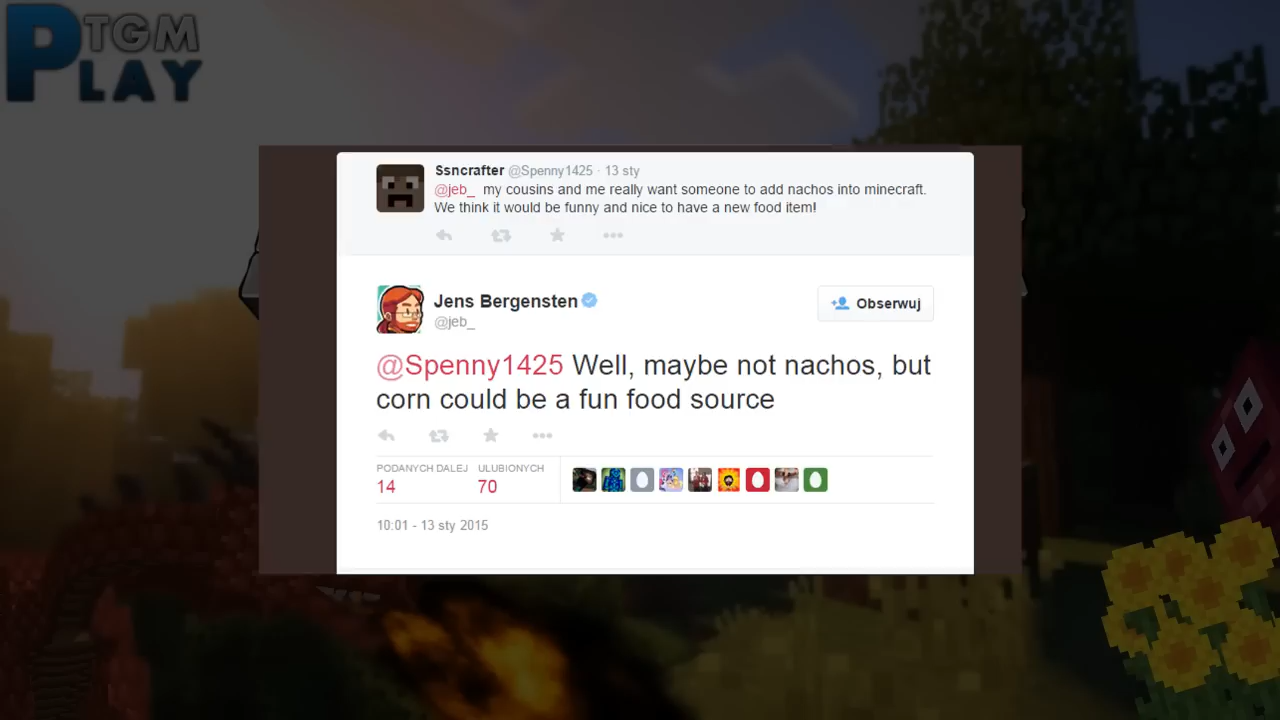 PTGM
PLAY
Ssncrafter @Spenny1425 · 13 sty
@jeb_ my cousins and me really want someone to add nachos into minecraft.
We think it would be funny and nice to have a new food item!
Jens Bergensten
@jeb_
Obserwuj
@Spenny1425 Well, maybe not nachos, but
corn could be a fun food source
PODANYCH DALEJ ULUBIONYCH
14 70
10:01 - 13 sty 2015